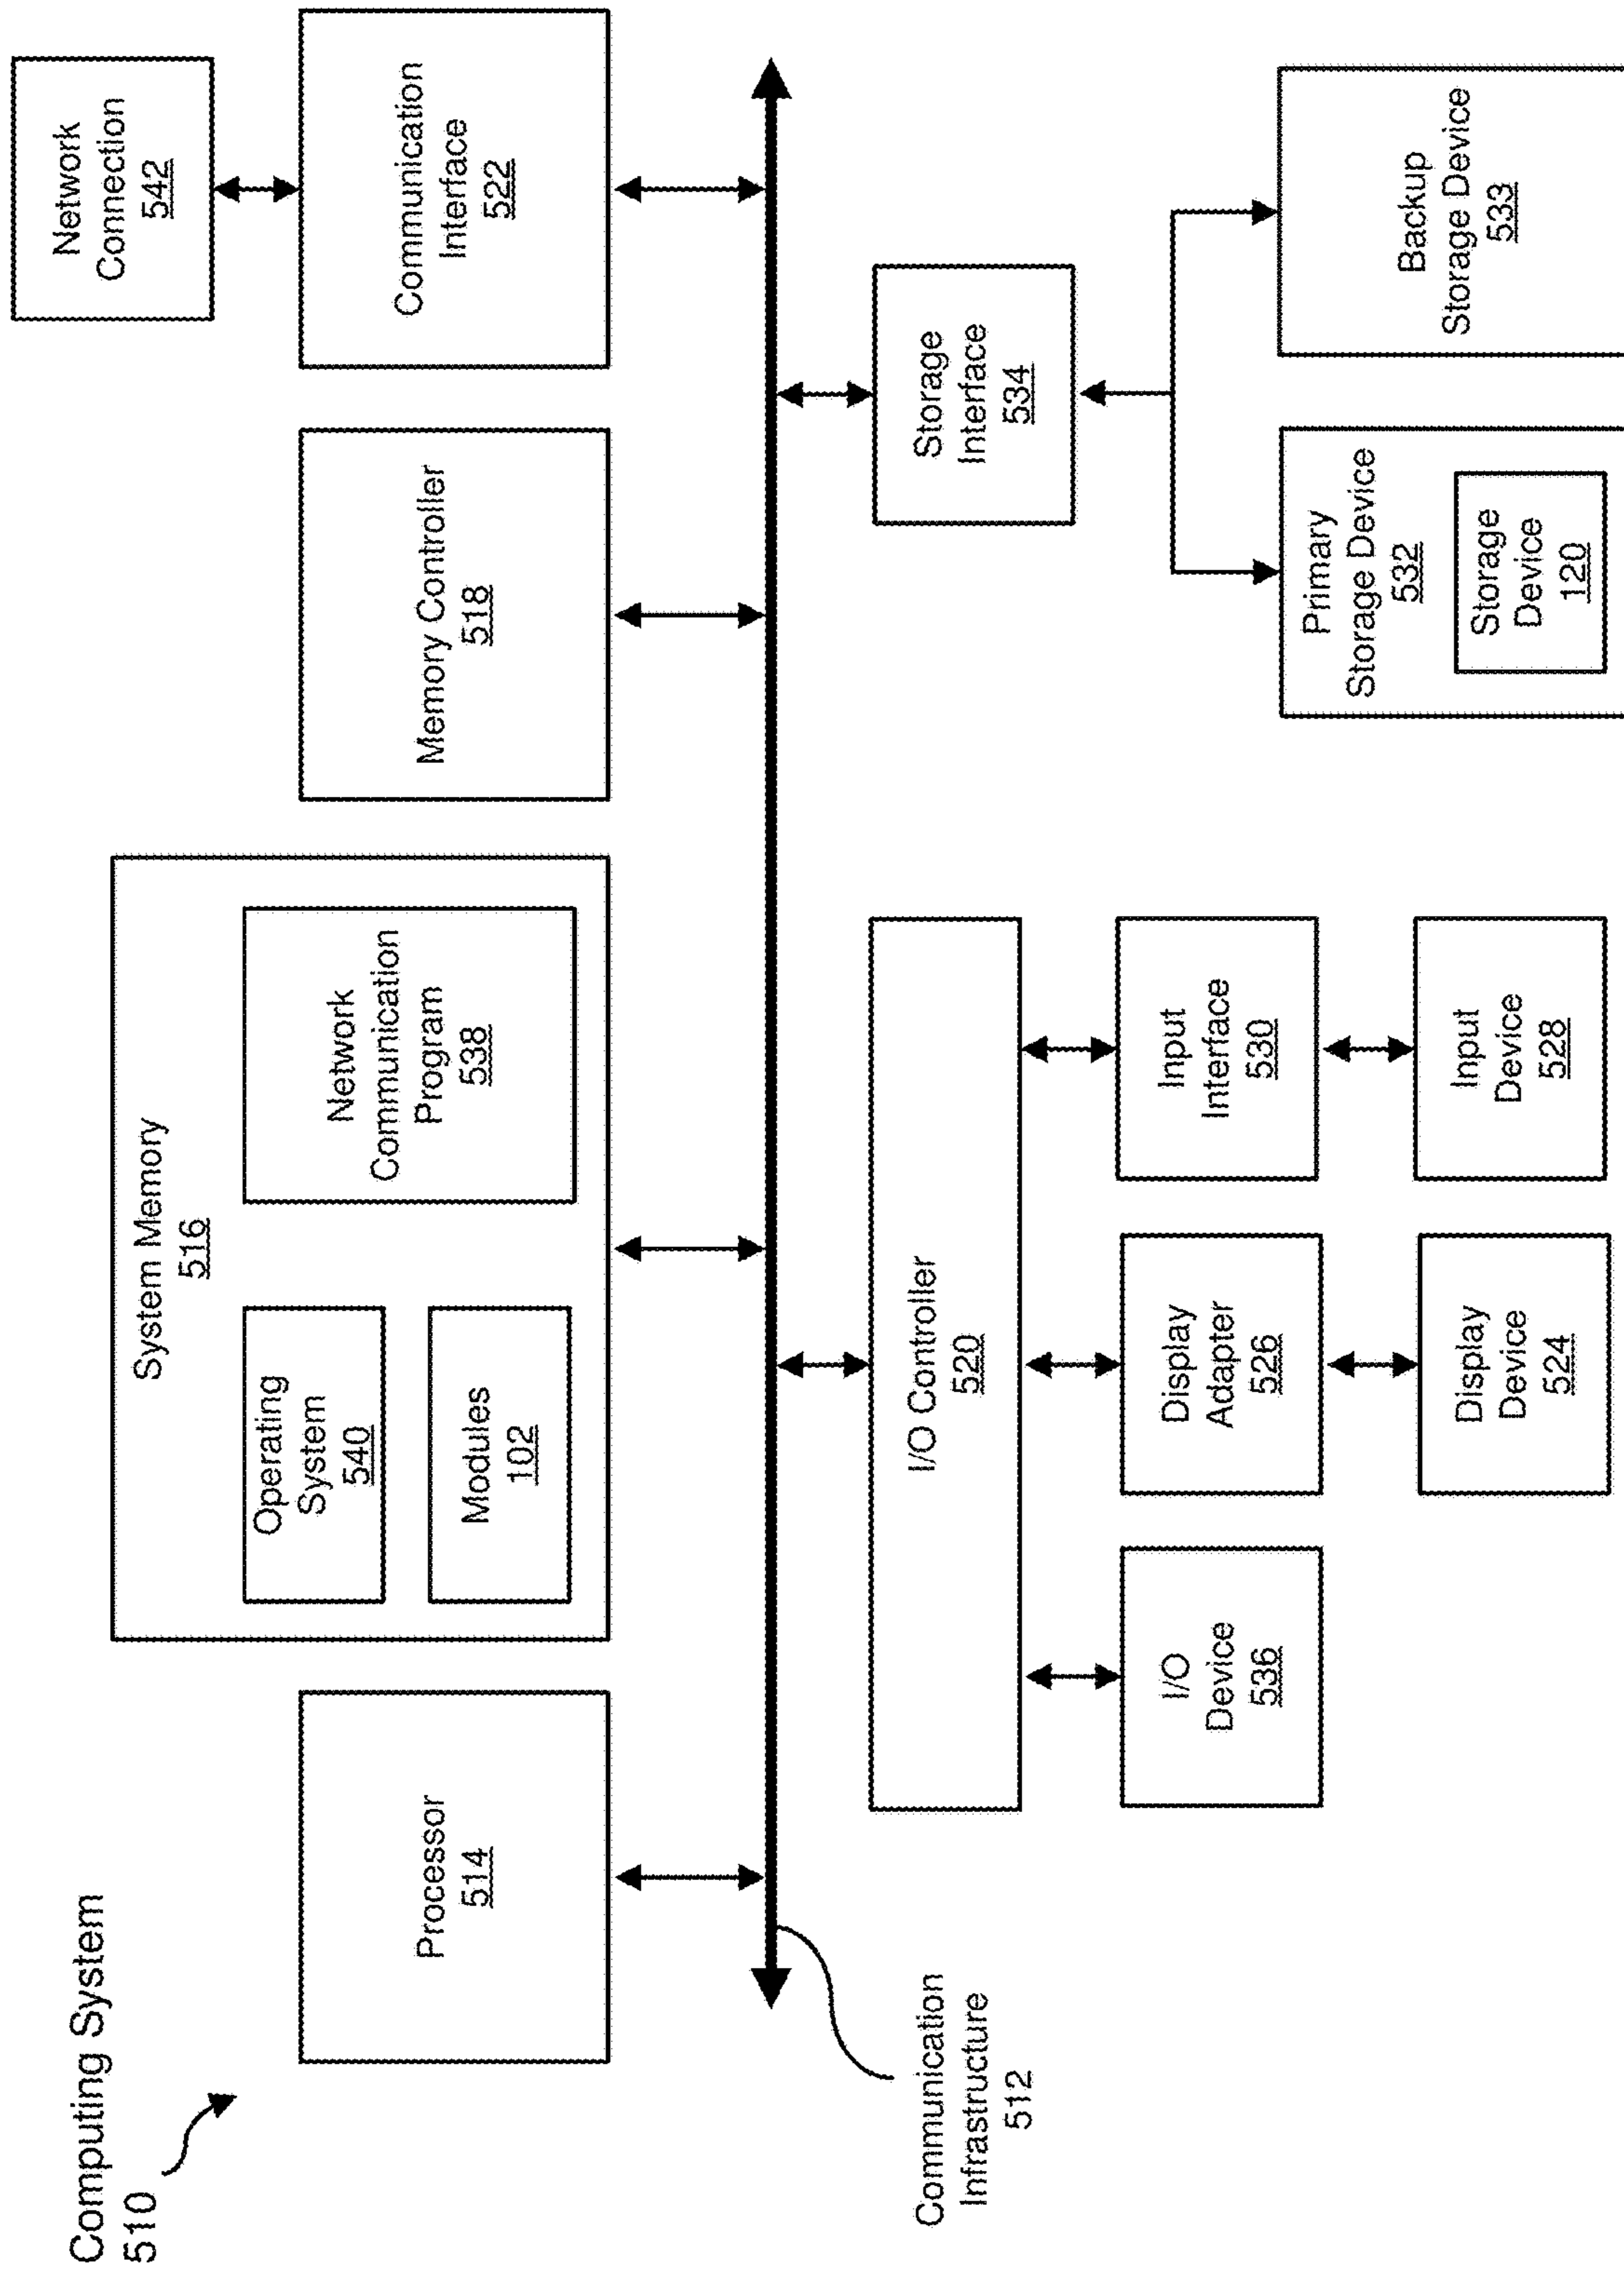 Computing System
510
Processor
514
System Memory
516
Operating
System
540
Modules
102
Network
Communication
Program
538
Memory Controller
518
Communication
Interface
522
Network
Connection
542
Communication
Infrastructure
512
I/O Controller
520
I/O
Device
536
Display
Adapter
526
Display
Device
524
Input
Interface
530
Input
Device
528
Storage
Interface
534
Primary
Storage Device
532
Storage
Device
120
Backup
Storage Device
533